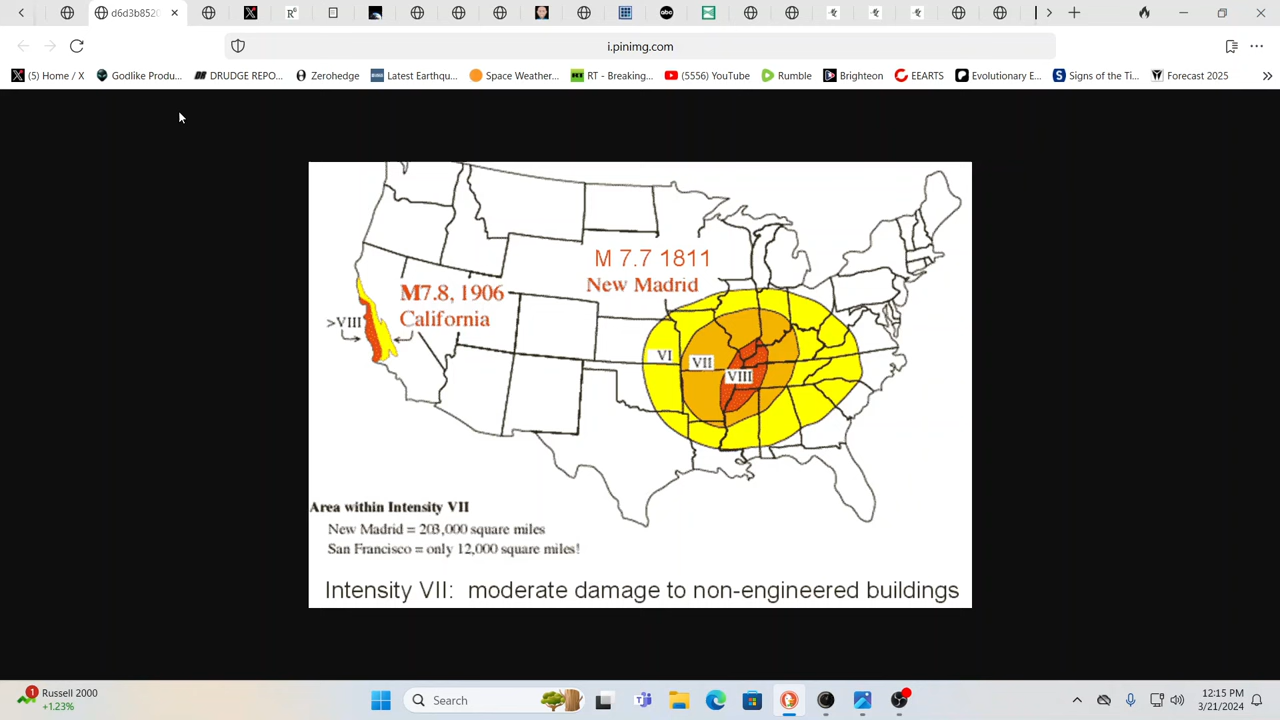 d6d3b8520
i.pinimg.com
(5) Home / X
Godlike Produ...
DRUDGE REPO...
Zerohedge
Latest Earthqu...
Space Weather...
RT - Breaking...
(5556) YouTube
Rumble
Brighteon
EEARTS
Evolutionary E...
Signs of the Ti...
Forecast 2025
M 7.7 1811
New Madrid
M7.8, 1906
California
>VIII
VI
VII
VIII
Area within Intensity VII
New Madrid = 203,000 square miles
San Francisco = only 12,000 square miles!
Intensity VII: moderate damage to non-engineered buildings
1
Russell 2000
+1.23%
Search
12:15 PM
3/21/2024